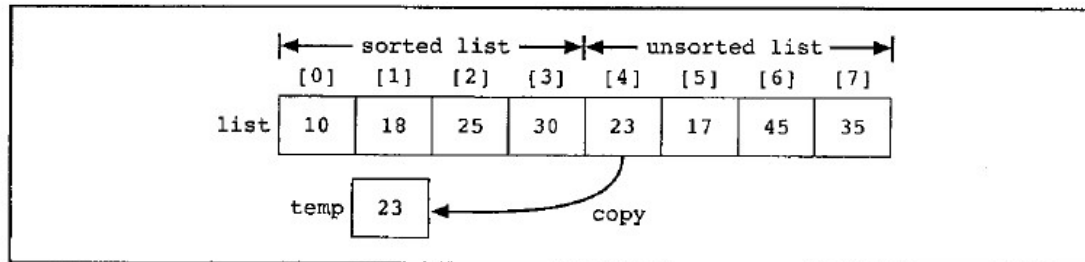 sorted list unsorted list
[0] [1] [2] [3] [4] [5] [6] [7]
list 10 18 25 30 23 17 45 35
temp 23 copy